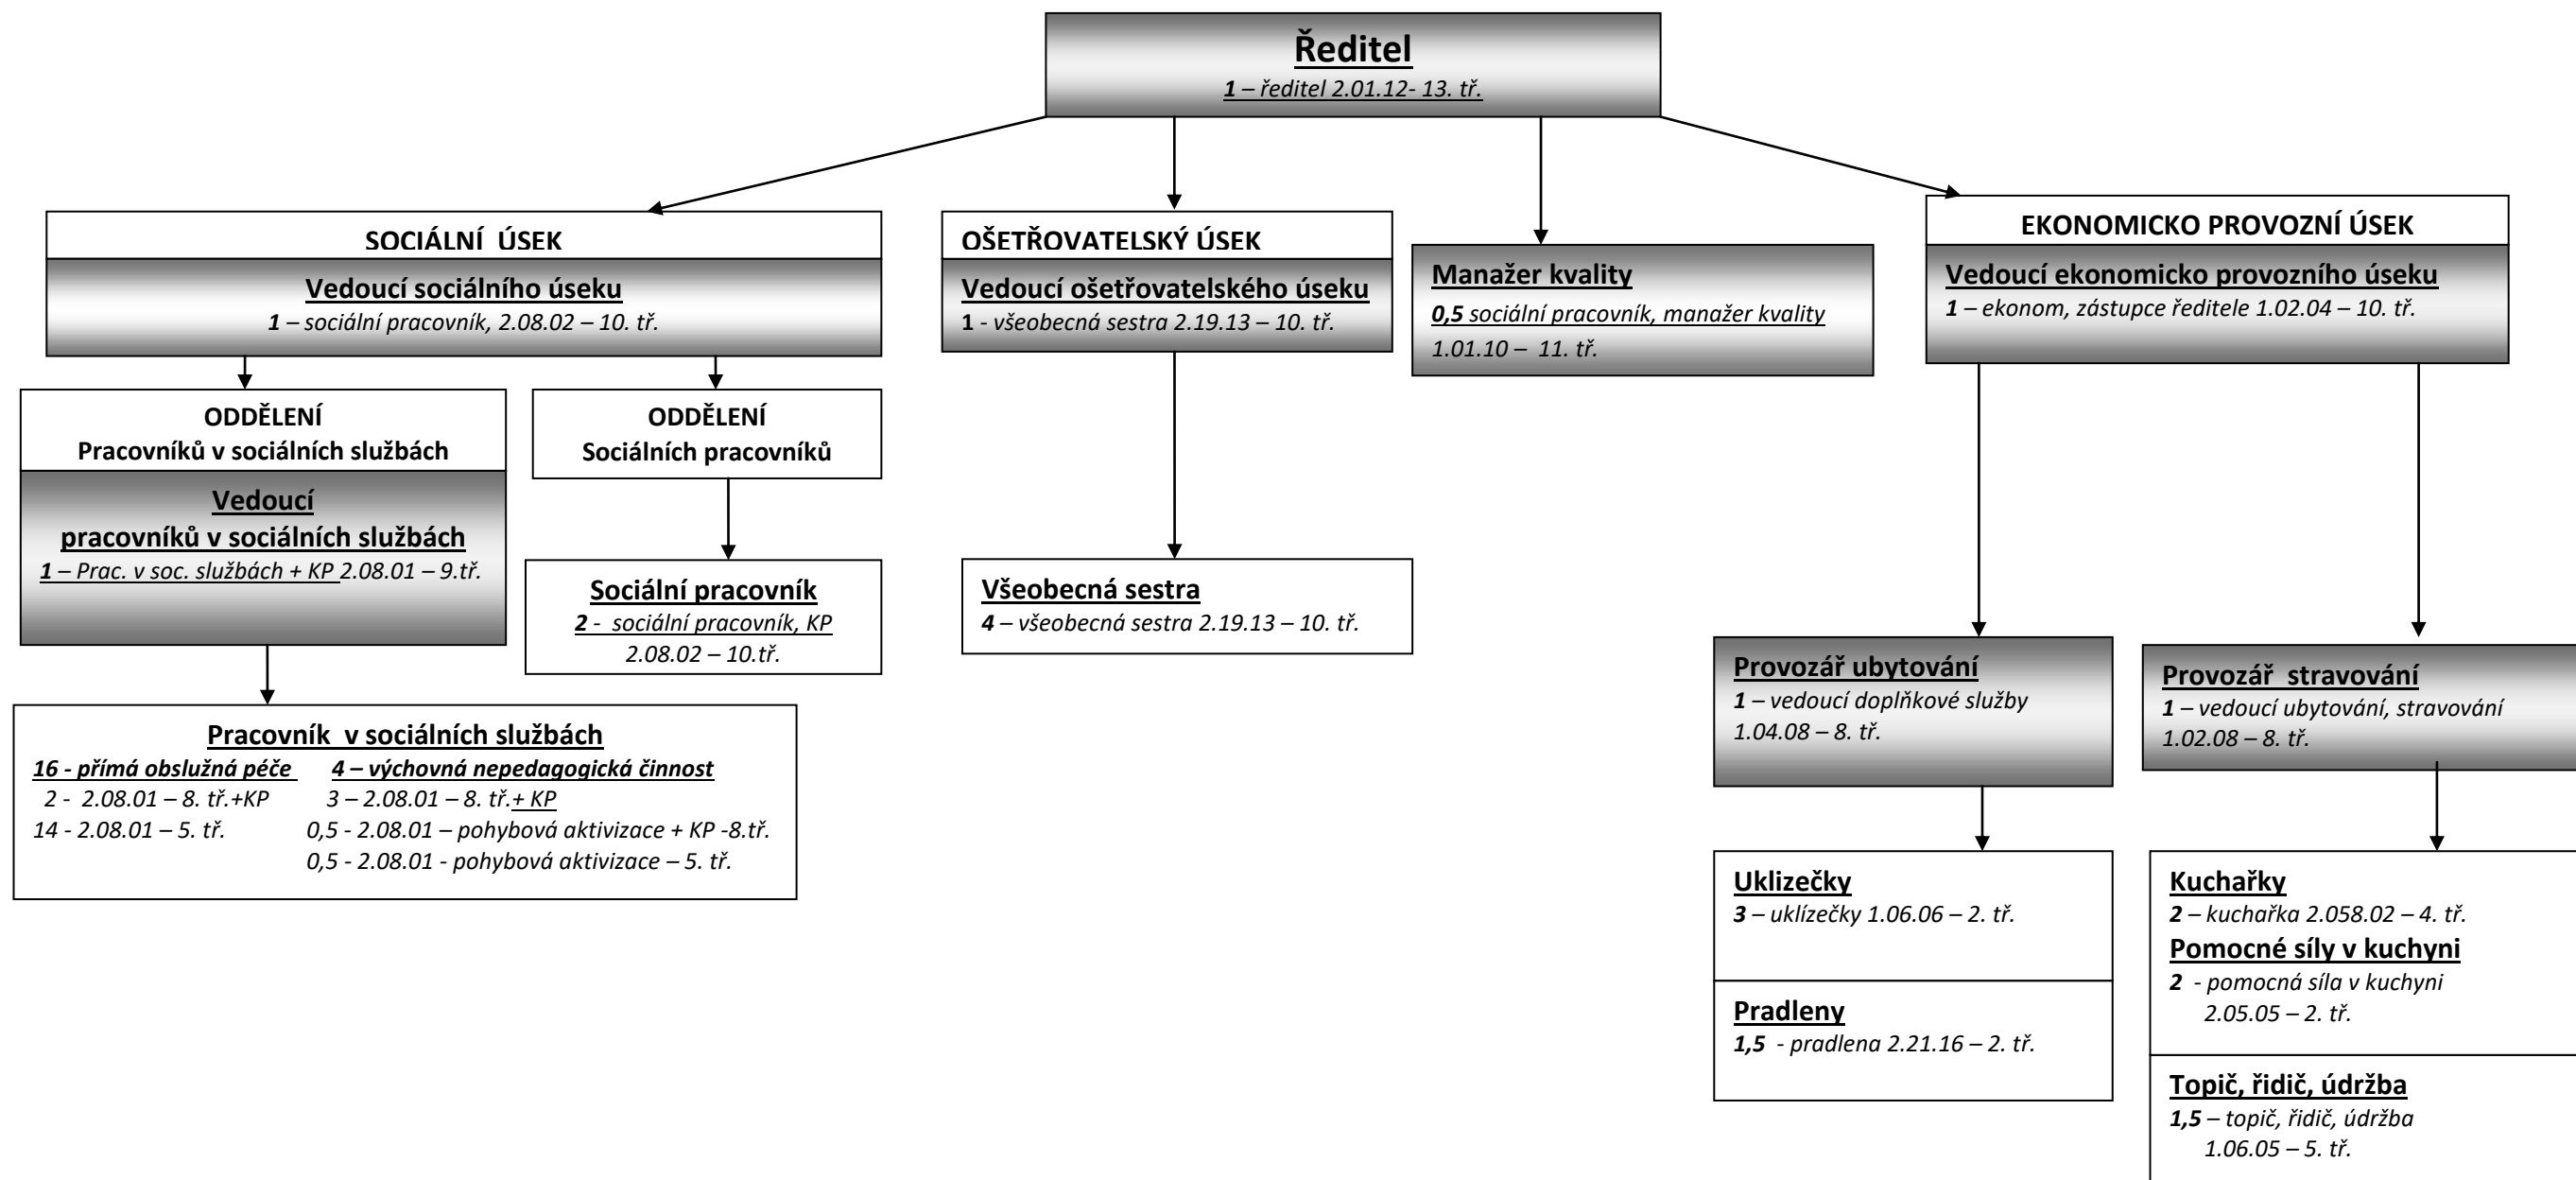 Ředitel
1 – ředitel 2.01.12- 13. tř.
SOCIÁLNÍ ÚSEK
Vedoucí sociálního úseku
1 – sociální pracovník, 2.08.02 – 10. tř.
ODDĚLENÍ
Pracovníků v sociálních službách
Vedoucí
pracovníků v sociálních službách
1 – Prac. v soc. službách + KP 2.08.01 – 9.tř.
Pracovník v sociálních službách
16 - přímá obslužná péče 4 – výchovná nepedagogická činnost
2 - 2.08.01 – 8. tř.+KP 3 – 2.08.01 – 8. tř.+ KP
14 - 2.08.01 – 5. tř. 0,5 - 2.08.01 – pohybová aktivizace + KP -8.tř.
0,5 - 2.08.01 - pohybová aktivizace – 5. tř.
ODDĚLENÍ
Sociálních pracovníků
Sociální pracovník
2 - sociální pracovník, KP
2.08.02 – 10.tř.
OŠETŘOVATELSKÝ ÚSEK
Vedoucí ošetřovatelského úseku
1 - všeobecná sestra 2.19.13 – 10. tř.
Všeobecná sestra
4 – všeobecná sestra 2.19.13 – 10. tř.
Manažer kvality
0,5 sociální pracovník, manažer kvality
1.01.10 – 11. tř.
EKONOMICKO PROVOZNÍ ÚSEK
Vedoucí ekonomicko provozního úseku
1 – ekonom, zástupce ředitele 1.02.04 – 10. tř.
Provozář ubytování
1 – vedoucí doplňkové služby
1.04.08 – 8. tř.
Uklizečky
3 – uklízečky 1.06.06 – 2. tř.
Pradleny
1,5 - pradlena 2.21.16 – 2. tř.
Provozář stravování
1 – vedoucí ubytování, stravování
1.02.08 – 8. tř.
Kuchařky
2 – kuchařka 2.058.02 – 4. tř.
Pomocné síly v kuchyni
2 - pomocná síla v kuchyni
2.05.05 – 2. tř.
Topič, řidič, údržba
1,5 – topič, řidič, údržba
1.06.05 – 5. tř.